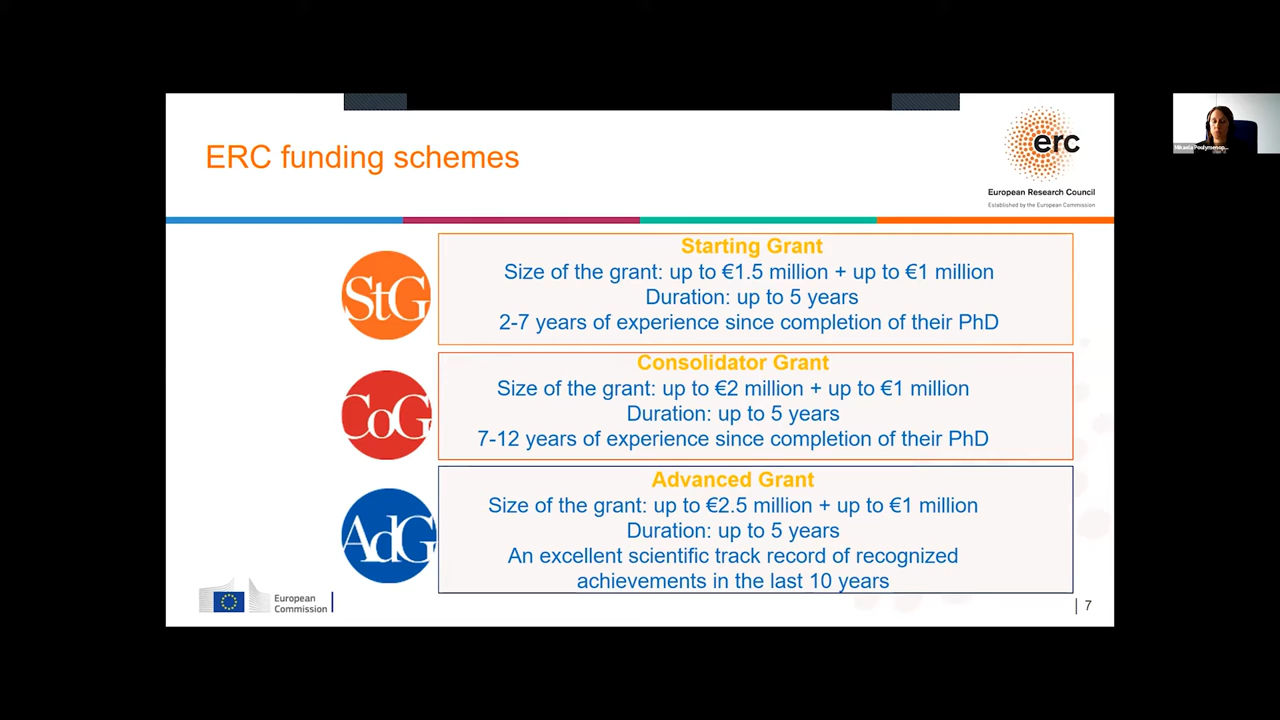 ERC funding schemes
erc
European Research Council
Established by the European Commission
StG
Starting Grant
Size of the grant: up to €1.5 million + up to €1 million
Duration: up to 5 years
2-7 years of experience since completion of their PhD
CoG
Consolidator Grant
Size of the grant: up to €2 million + up to €1 million
Duration: up to 5 years
7-12 years of experience since completion of their PhD
AdG
Advanced Grant
Size of the grant: up to €2.5 million + up to €1 million
Duration: up to 5 years
An excellent scientific track record of recognized
achievements in the last 10 years
European
Commission
7